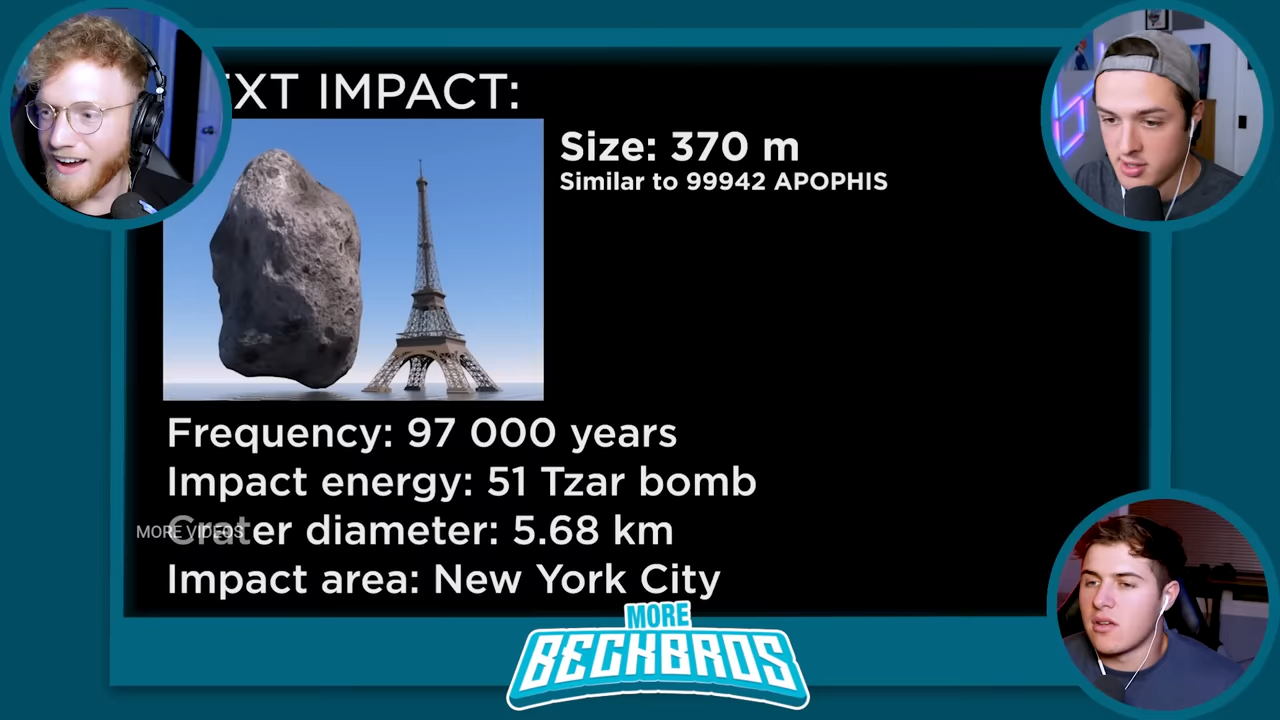 EXT IMPACT:
Size: 370 m
Similar to 99942 APOPHIS
Frequency: 97 000 years
Impact energy: 51 Tzar bomb
Crater diameter: 5.68 km
MORE VIDEOS
Impact area: New York City
MORE
BECKBROS